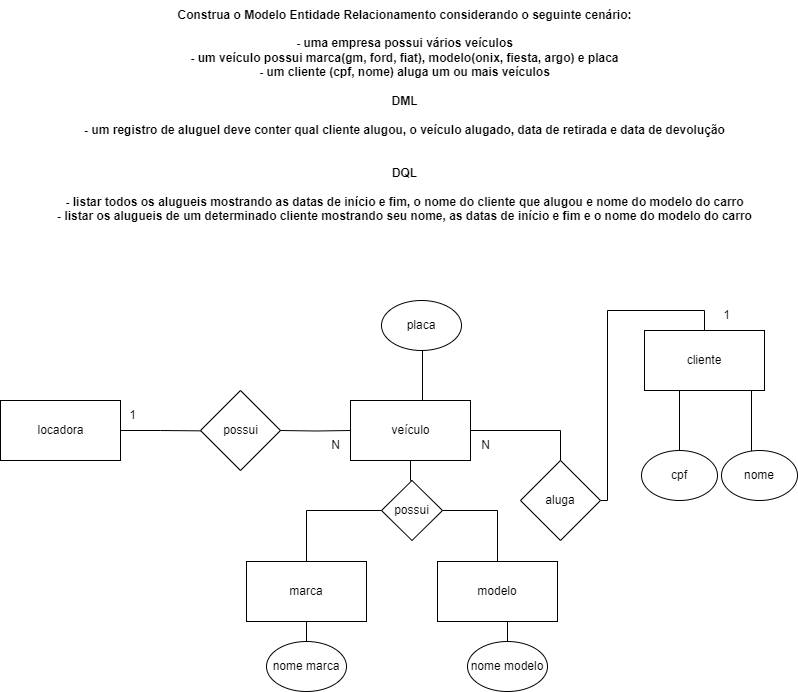 Construa o Modelo Entidade Relacionamento considerando o seguinte cenário:
- uma empresa possui vários veículos
- um veículo possui marca(gm, ford, fiat), modelo(onix, fiesta, argo) e placa
- um cliente (cpf, nome) aluga um ou mais veículos
DML
- um registro de aluguel deve conter qual cliente alugou, o veículo alugado, data de retirada e data de devolução
DQL
- listar todos os alugueis mostrando as datas de início e fim, o nome do cliente que alugou e nome do modelo do carro
- listar os alugueis de um determinado cliente mostrando seu nome, as datas de início e fim e o nome do modelo do carro
placa
1
cliente
locadora
1
possui
N
veículo
N
cpf
nome
aluga
possui
marca
modelo
nome marca
nome modelo